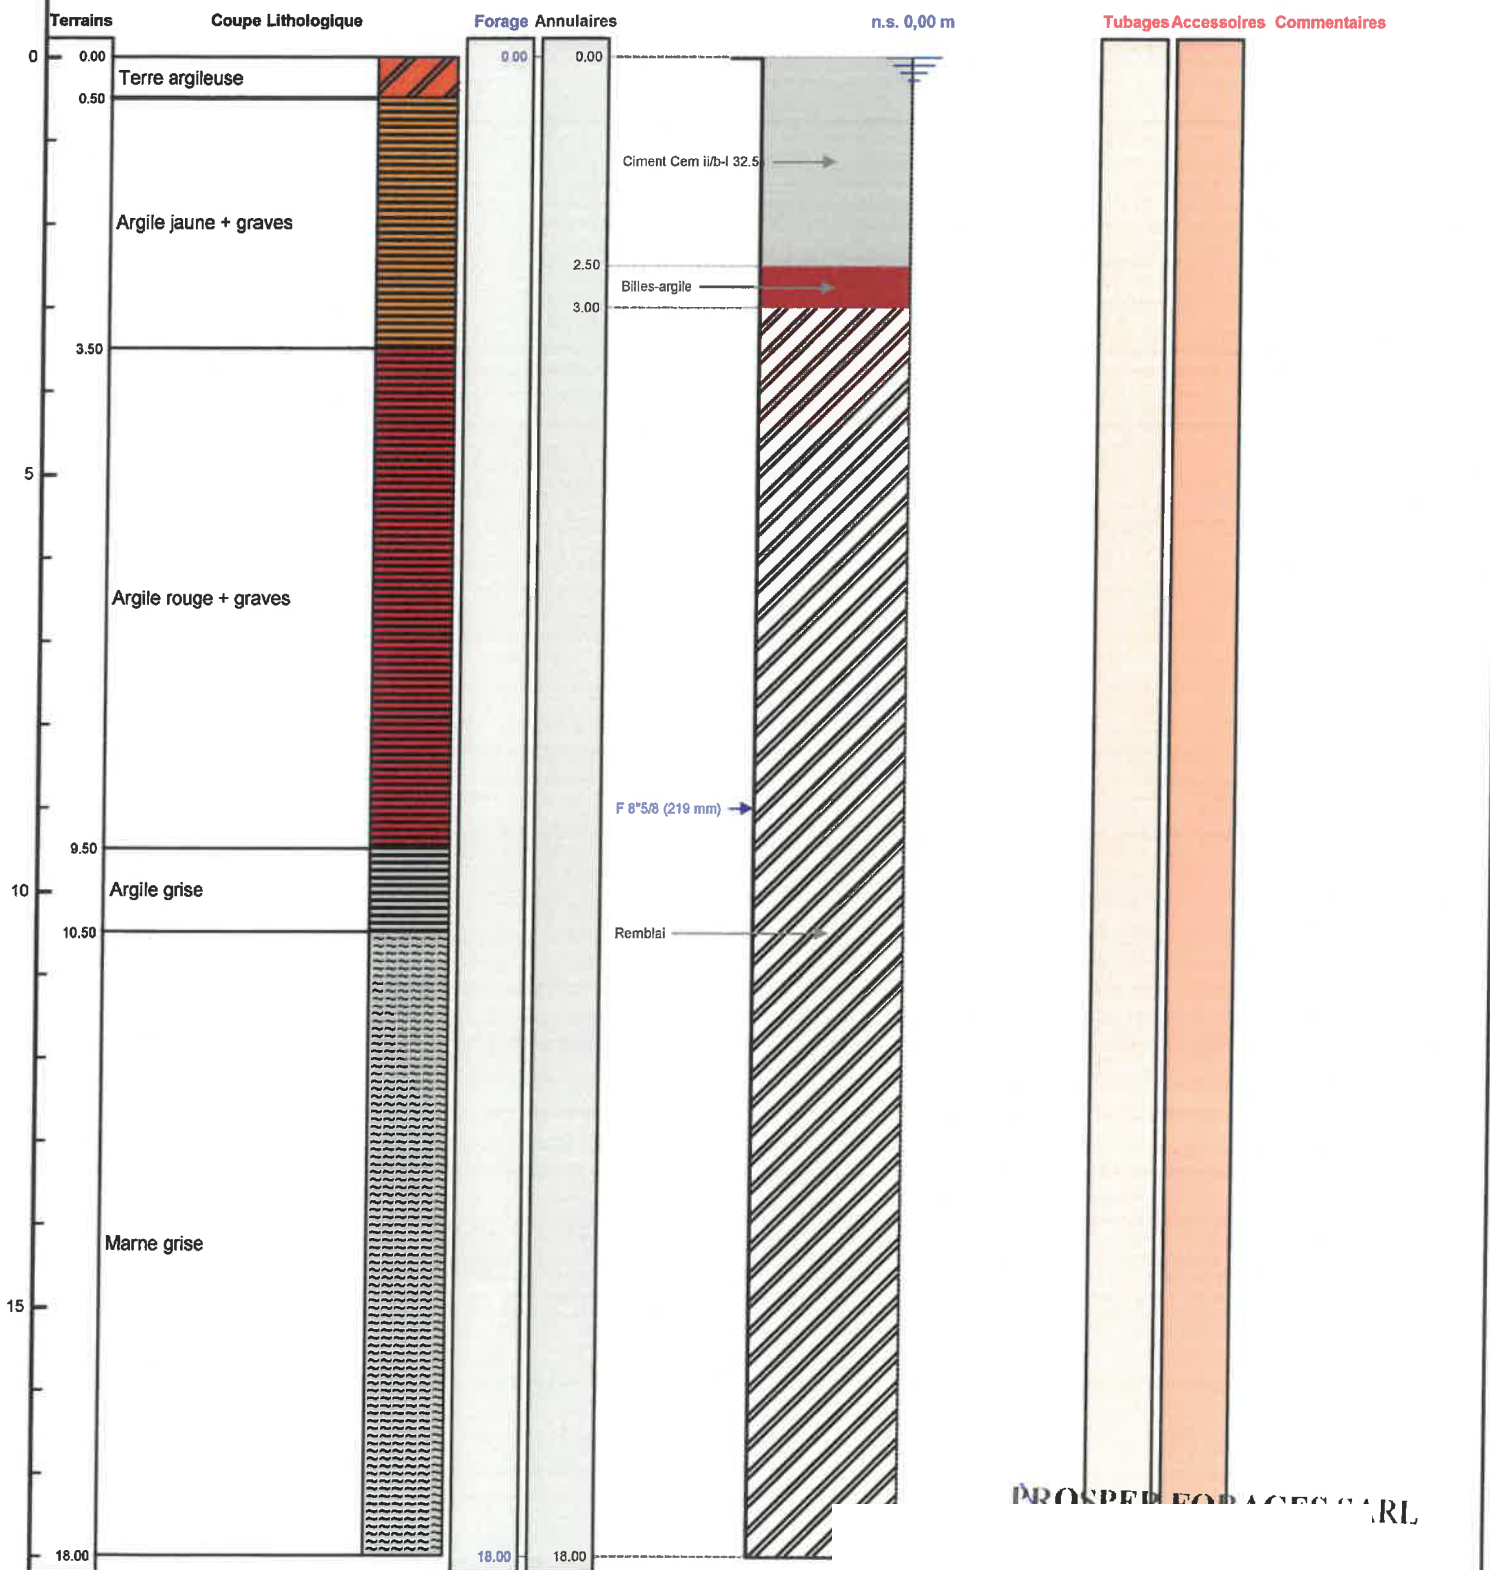 Terrains Coupe Lithologique Forage Annulaires n.s. 0,00 m Tubages Accessoires Commentaires
0 0.00 0.00 0.00
Terre argileuse
0.50
Ciment Cem ii/b-l 32.5
Argile jaune + graves
2.50
Billes-argile
3.00
3.50
5
Argile rouge + graves
F 8"5/8 (219 mm)
9.50
10 Argile grise
10.50 Remblai
Marne grise
15
PROSPER FORAGES SARL
18.00 18.00 18.00